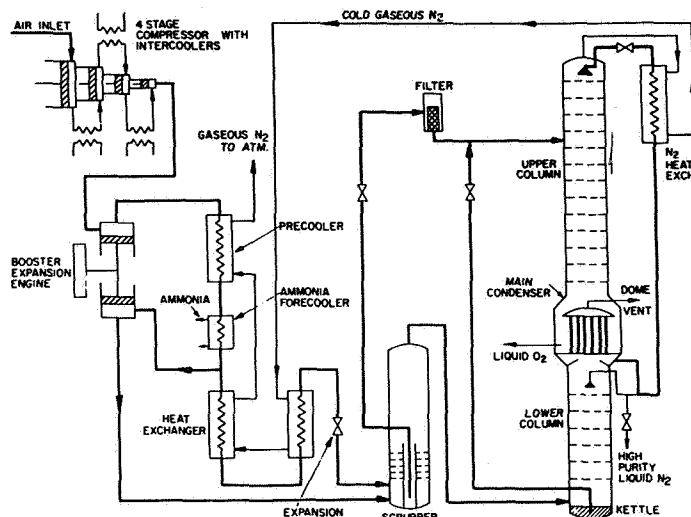 AIR INLET
4 STAGE
COMPRESSOR WITH
INTERCOOLERS
COLD GASEOUS N2
FILTER
GASEOUS N2
TO ATM.
UPPER
COLUMN
N2
HEAT
EXCH
PRECOOLER
BOOSTER
EXPANSION
ENGINE
AMMONIA
AMMONIA
FORECOOLER
MAIN
CONDENSER
DOME
VENT
LIQUID O2
HEAT
EXCHANGER
LOWER
COLUMN
HIGH
PURITY
LIQUID N2
EXPANSION
SCRUBBER
KETTLE